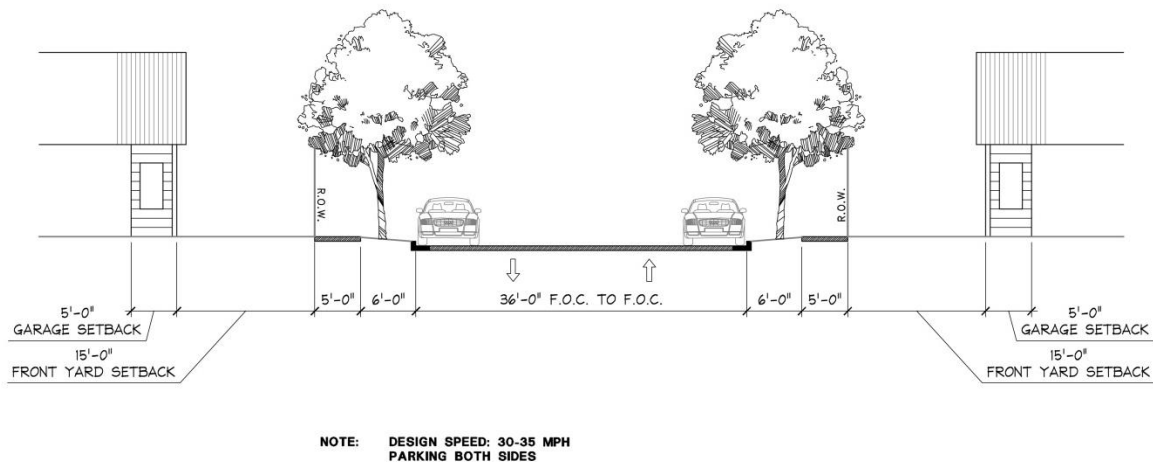 R.O.W.
R.O.W.
5'-0" 6'-0" 36'-0" F.O.C. TO F.O.C. 6'-0" 5'-0"
5'-0"
GARAGE SETBACK
15'-0"
FRONT YARD SETBACK
5'-0"
GARAGE SETBACK
15'-0"
FRONT YARD SETBACK
NOTE: DESIGN SPEED: 30-35 MPH
PARKING BOTH SIDES